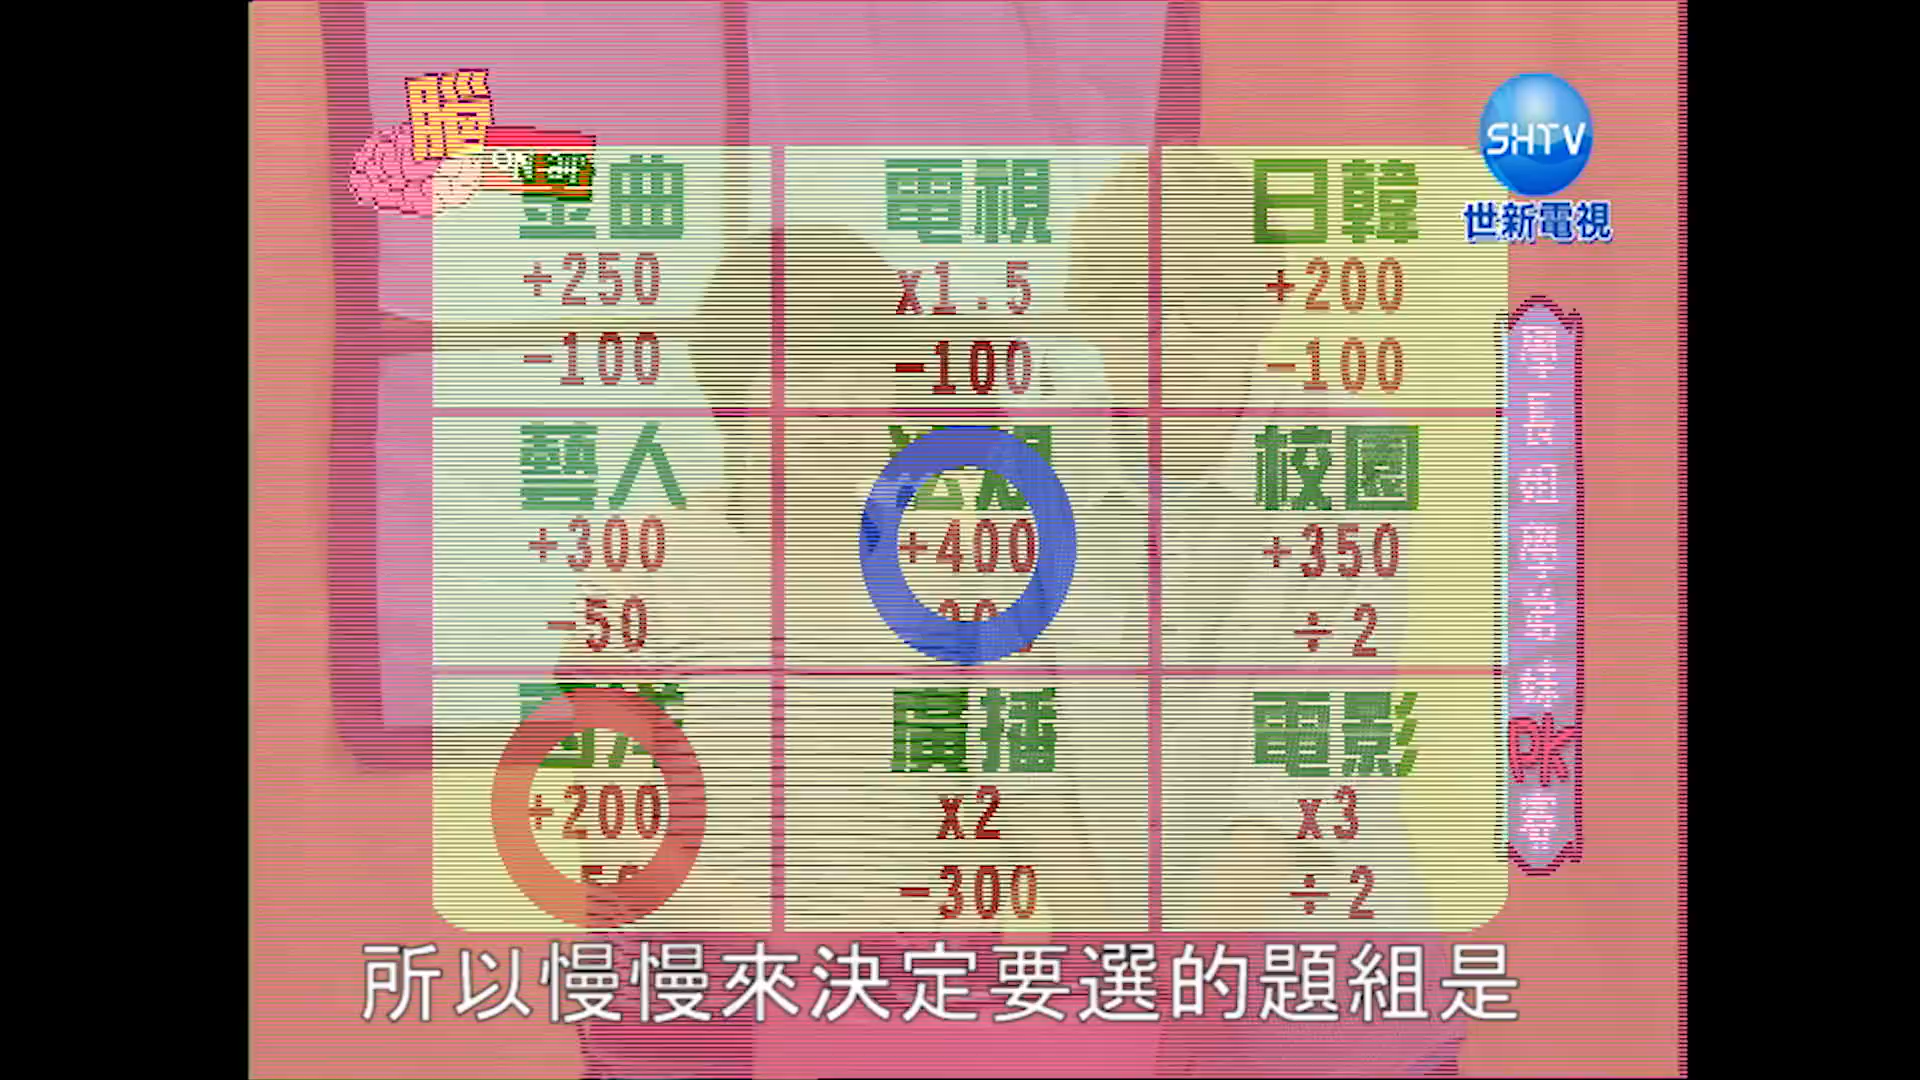 腦
ON
SHTV
世新電視
金曲
電視
日韓
+250
x1.5
+200
-100
-100
-100
藝人
校園
+300
+400
+350
-50
÷2
廣播
電影
+200
x2
x3
-300
÷2
PK
賽
所以慢慢來決定要選的題組是